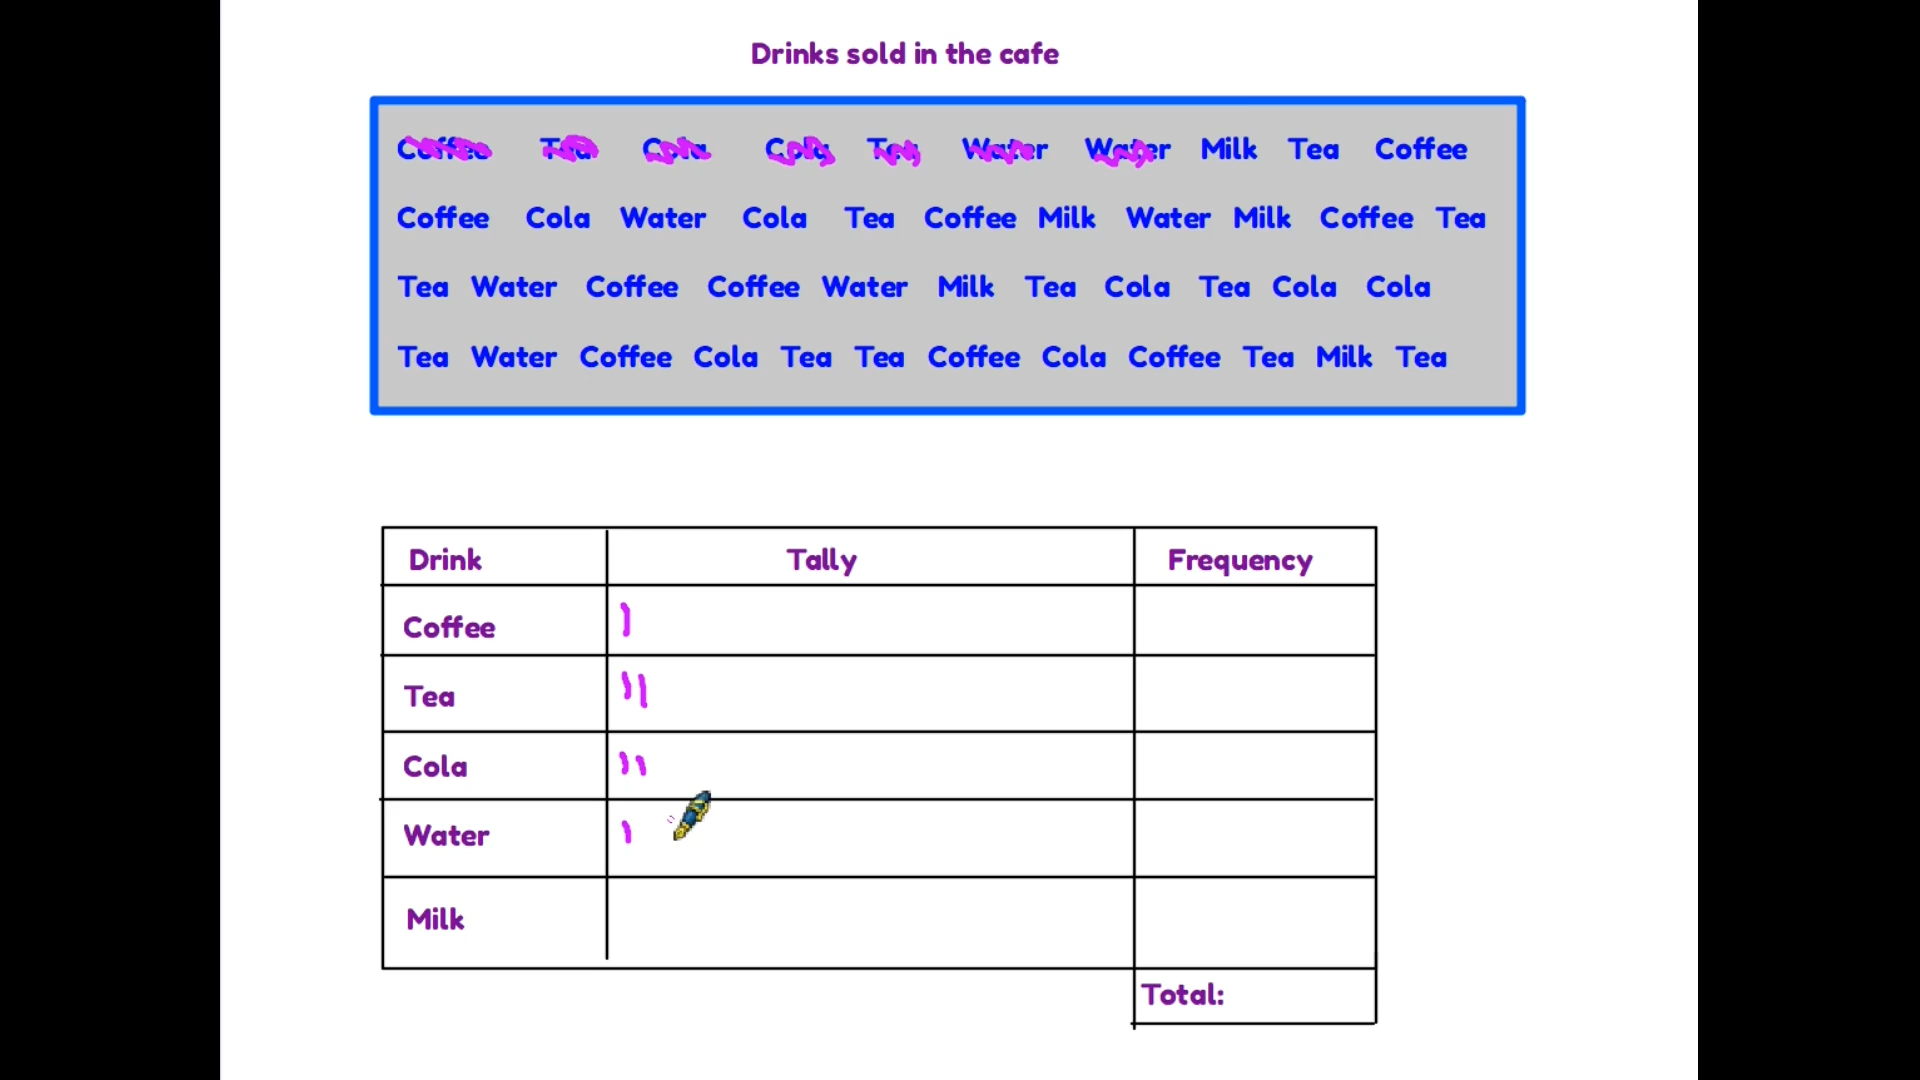 Drinks sold in the cafe
Coffee Tea Cola Cola Tea Water Water Milk Tea Coffee
Coffee Cola Water Cola Tea Coffee Milk Water Milk Coffee Tea
Tea Water Coffee Coffee Water Milk Tea Cola Tea Cola Cola
Tea Water Coffee Cola Tea Tea Coffee Cola Coffee Tea Milk Tea
Drink Tally Frequency
Coffee
Tea
Cola
Water
Milk
Total: